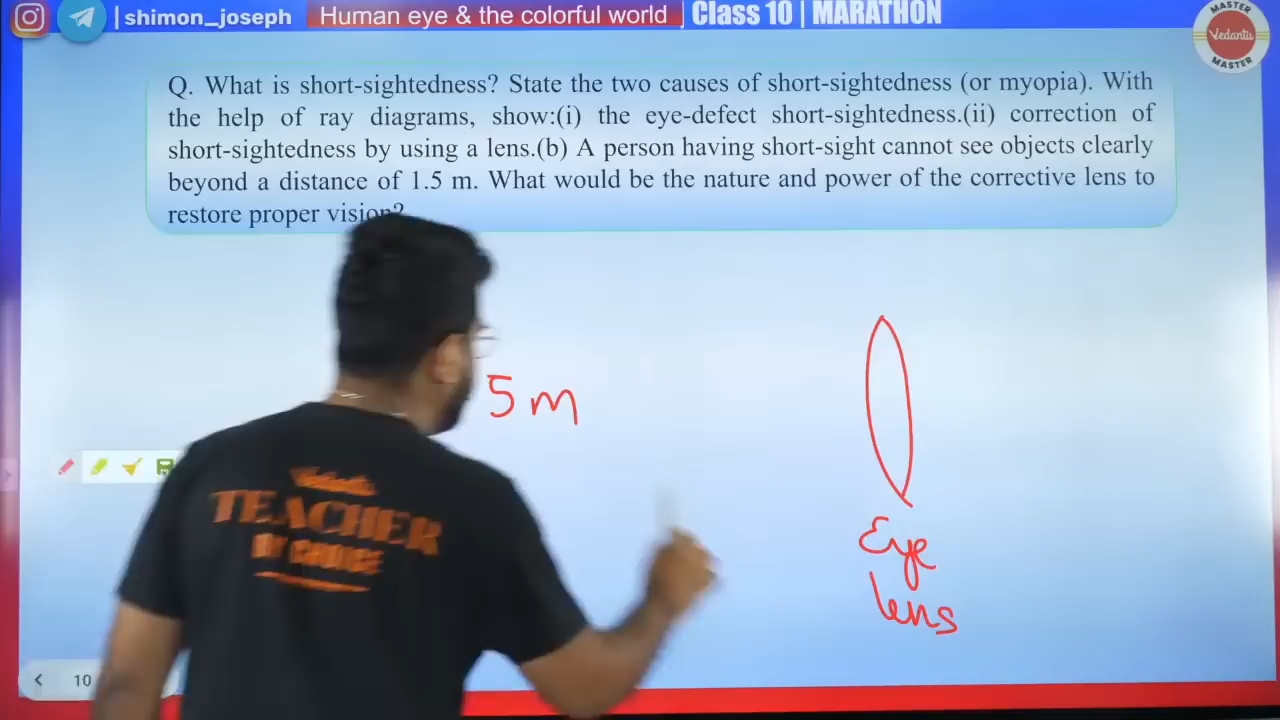 | shimon_joseph Human eye & the colorful world | Class 10 | MARATHON
MASTER
Vedantu
MASTER
Q. What is short-sightedness? State the two causes of short-sightedness (or myopia). With
the help of ray diagrams, show:(i) the eye-defect short-sightedness.(ii) correction of
short-sightedness by using a lens.(b) A person having short-sight cannot see objects clearly
beyond a distance of 1.5 m. What would be the nature and power of the corrective lens to
restore proper vision?
5 m
Eye
lens
Vedantu
TEACHER
BY CHOICE
10